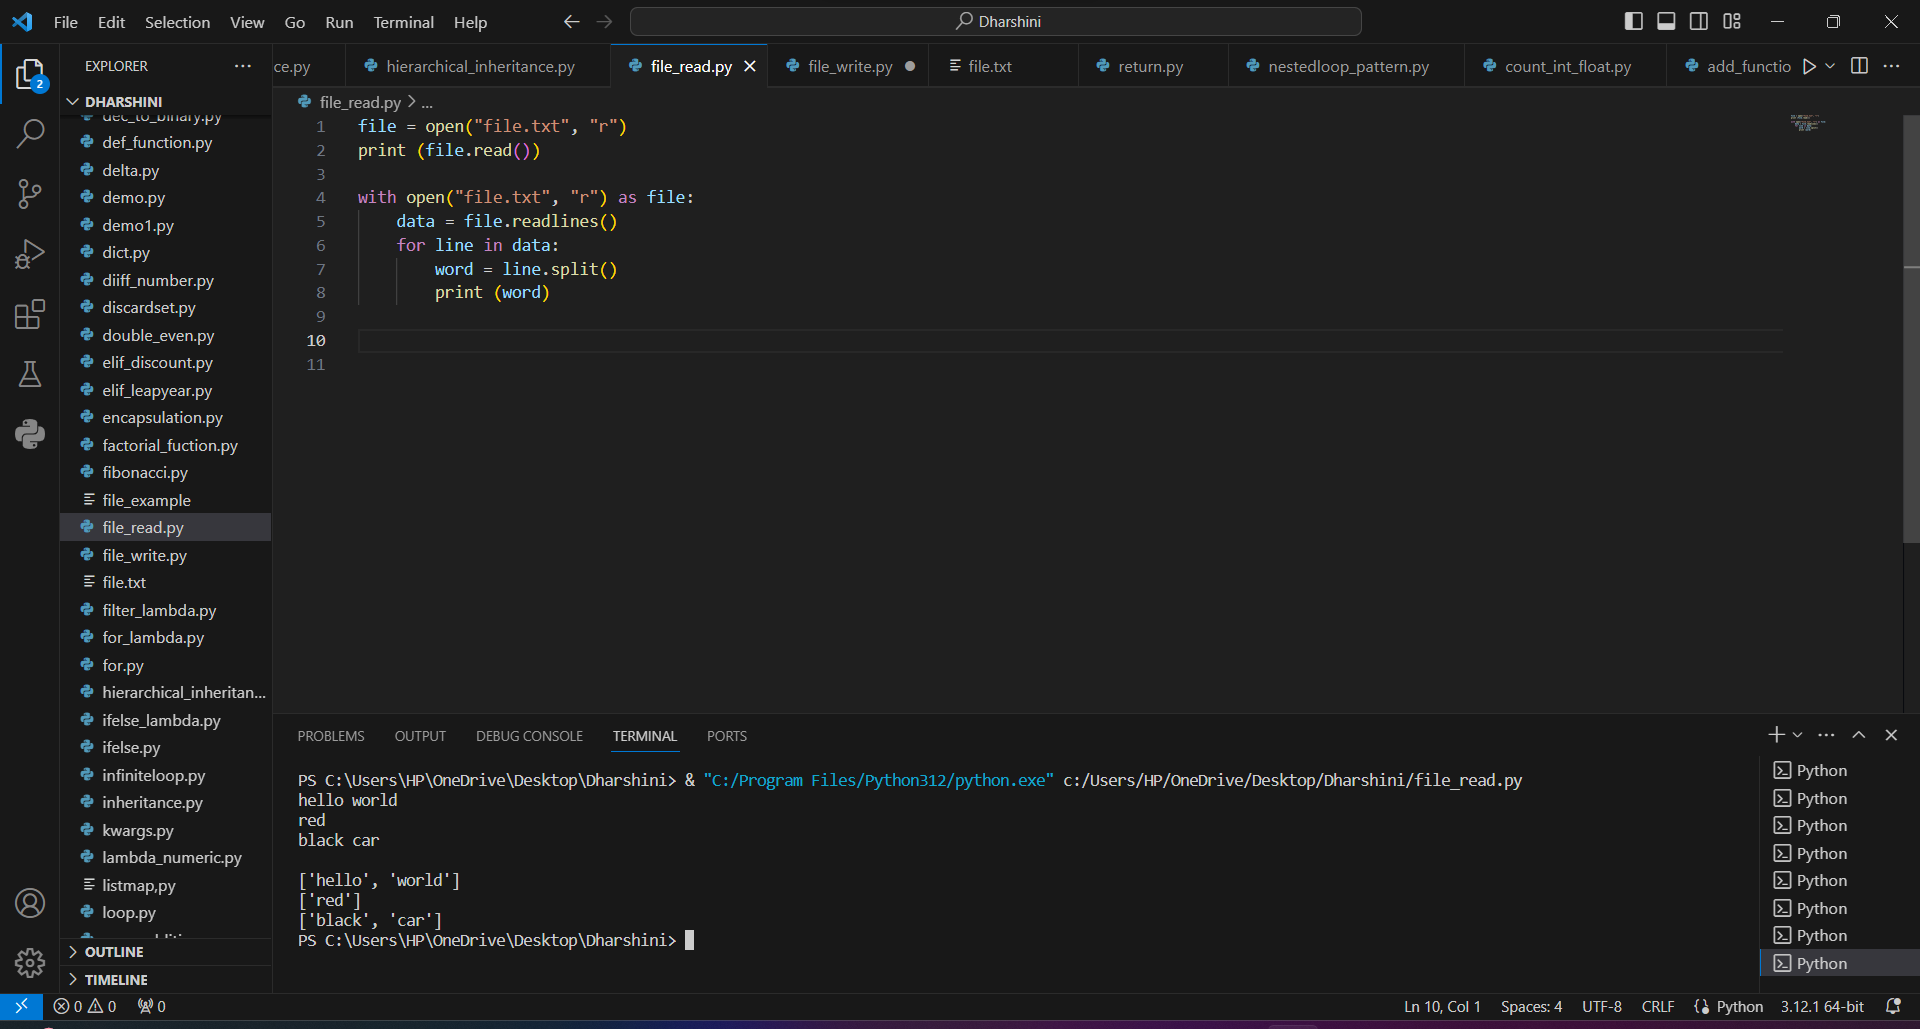 File Edit Selection View Go Run Terminal Help
Dharshini
EXPLORER
2
ce.py
hierarchical_inheritance.py
file_read.py
file_write.py
file.txt
return.py
nestedloop_pattern.py
count_int_float.py
add_functio
DHARSHINI
dec_to_binary.py
def_function.py
delta.py
demo.py
demo1.py
dict.py
diiff_number.py
discardset.py
double_even.py
elif_discount.py
elif_leapyear.py
encapsulation.py
factorial_fuction.py
fibonacci.py
file_example
file_read.py
file_write.py
file.txt
filter_lambda.py
for_lambda.py
for.py
hierarchical_inheritan...
ifelse_lambda.py
ifelse.py
infiniteloop.py
inheritance.py
kwargs.py
lambda_numeric.py
listmap,py
loop.py
OUTLINE
TIMELINE
file_read.py > ...
1 file = open("file.txt", "r")
2 print (file.read())
3
4 with open("file.txt", "r") as file:
5     data = file.readlines()
6     for line in data:
7         word = line.split()
8         print (word)
9
10
11
PROBLEMS OUTPUT DEBUG CONSOLE TERMINAL PORTS
PS C:\Users\HP\OneDrive\Desktop\Dharshini> & "C:/Program Files/Python312/python.exe" c:/Users/HP/OneDrive/Desktop/Dharshini/file_read.py
hello world
red
black car
['hello', 'world']
['red']
['black', 'car']
PS C:\Users\HP\OneDrive\Desktop\Dharshini>
Python
Python
Python
Python
Python
Python
Python
Python
0 0 0
Ln 10, Col 1 Spaces: 4 UTF-8 CRLF Python 3.12.1 64-bit